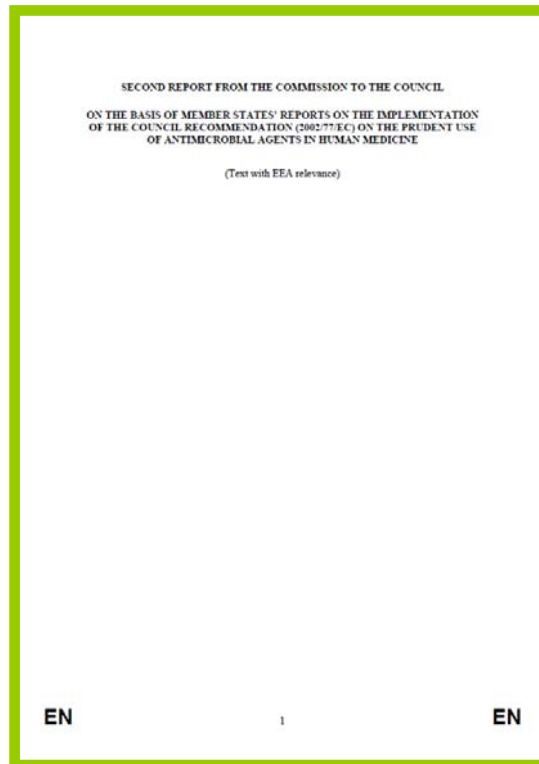 SECOND REPORT FROM THE COMMISSION TO THE COUNCIL
ON THE BASIS OF MEMBER STATES' REPORTS ON THE IMPLEMENTATION
OF THE COUNCIL RECOMMENDATION (2002/77/EC) ON THE PRUDENT USE
OF ANTIMICROBIAL AGENTS IN HUMAN MEDICINE
(Text with EEA relevance)
EN 1 EN